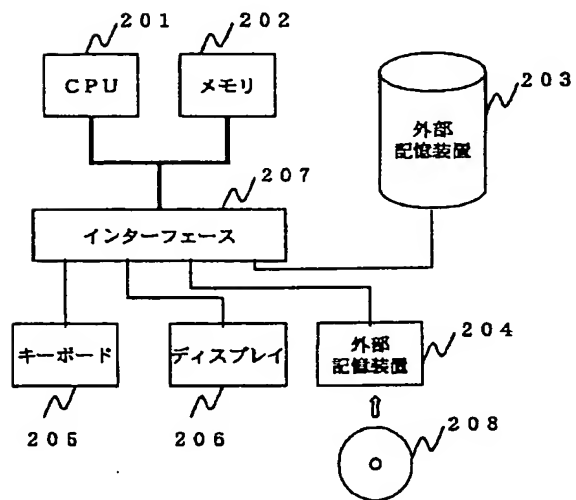 201
202
CPU
メモリ
203
外部
記憶装置
207
インターフェース
キーボード
ディスプレイ
外部
記憶装置
204
205
206
208